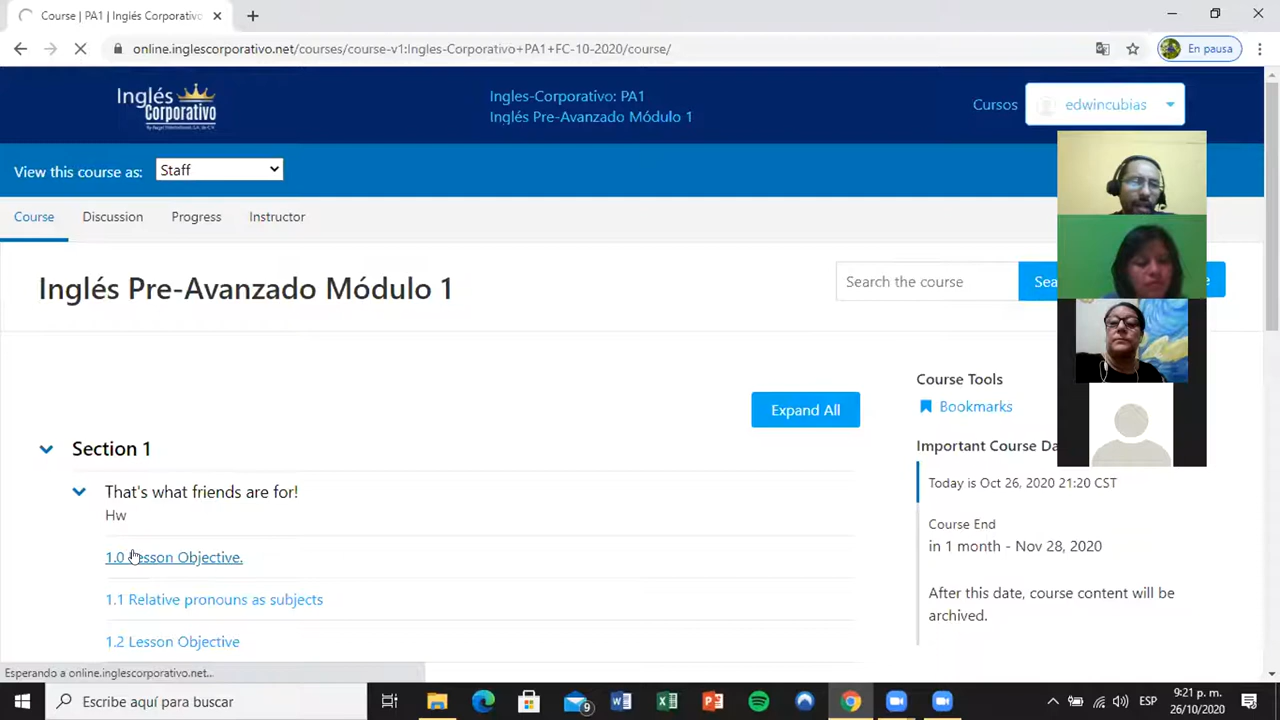 Course | PA1 | Inglés Corporativo
online.inglescorporativo.net/courses/course-v1:Ingles-Corporativo+PA1+FC-10-2020/course/
En pausa
Inglés
Corporativo
Ingles-Corporativo: PA1
Inglés Pre-Avanzado Módulo 1
Cursos
edwincubias
View this course as:
Staff
Course
Discussion
Progress
Instructor
Inglés Pre-Avanzado Módulo 1
Search the course
Sea
e
Expand All
Course Tools
Bookmarks
Important Course Da
Today is Oct 26, 2020 21:20 CST
Course End
in 1 month - Nov 28, 2020
After this date, course content will be
archived.
Section 1
That's what friends are for!
Hw
1.0 Lesson Objective.
1.1 Relative pronouns as subjects
1.2 Lesson Objective
Esperando a online.inglescorporativo.net...
Escribe aquí para buscar
9
ESP
9:21 p. m.
26/10/2020